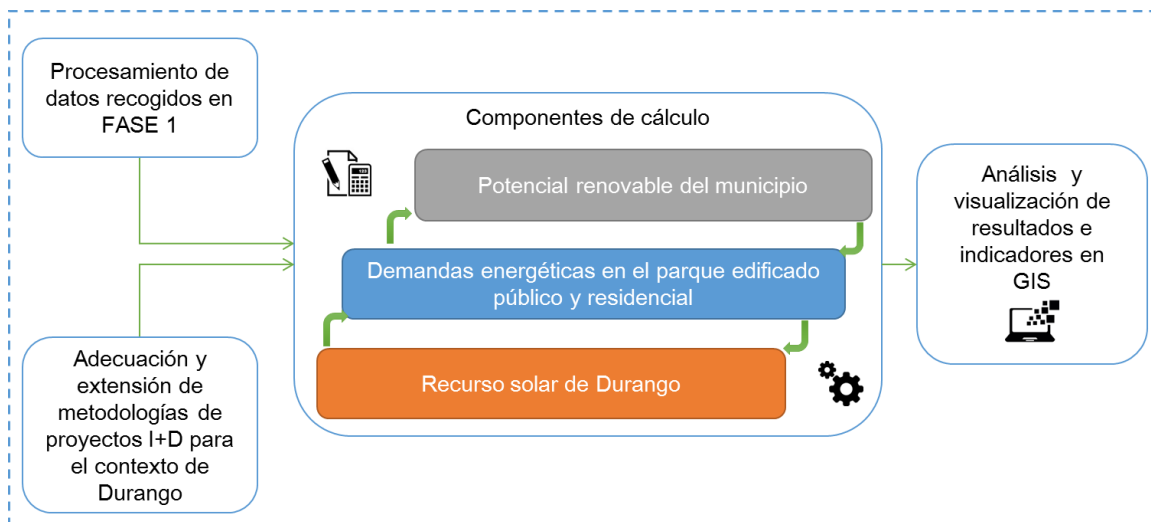 Procesamiento de
datos recogidos en
FASE 1
Adecuación y
extensión de
metodologías de
proyectos I+D para
el contexto de
Durango
Componentes de cálculo
Potencial renovable del municipio
Demandas energéticas en el parque edificado
público y residencial
Recurso solar de Durango
Análisis y
visualización de
resultados e
indicadores en
GIS